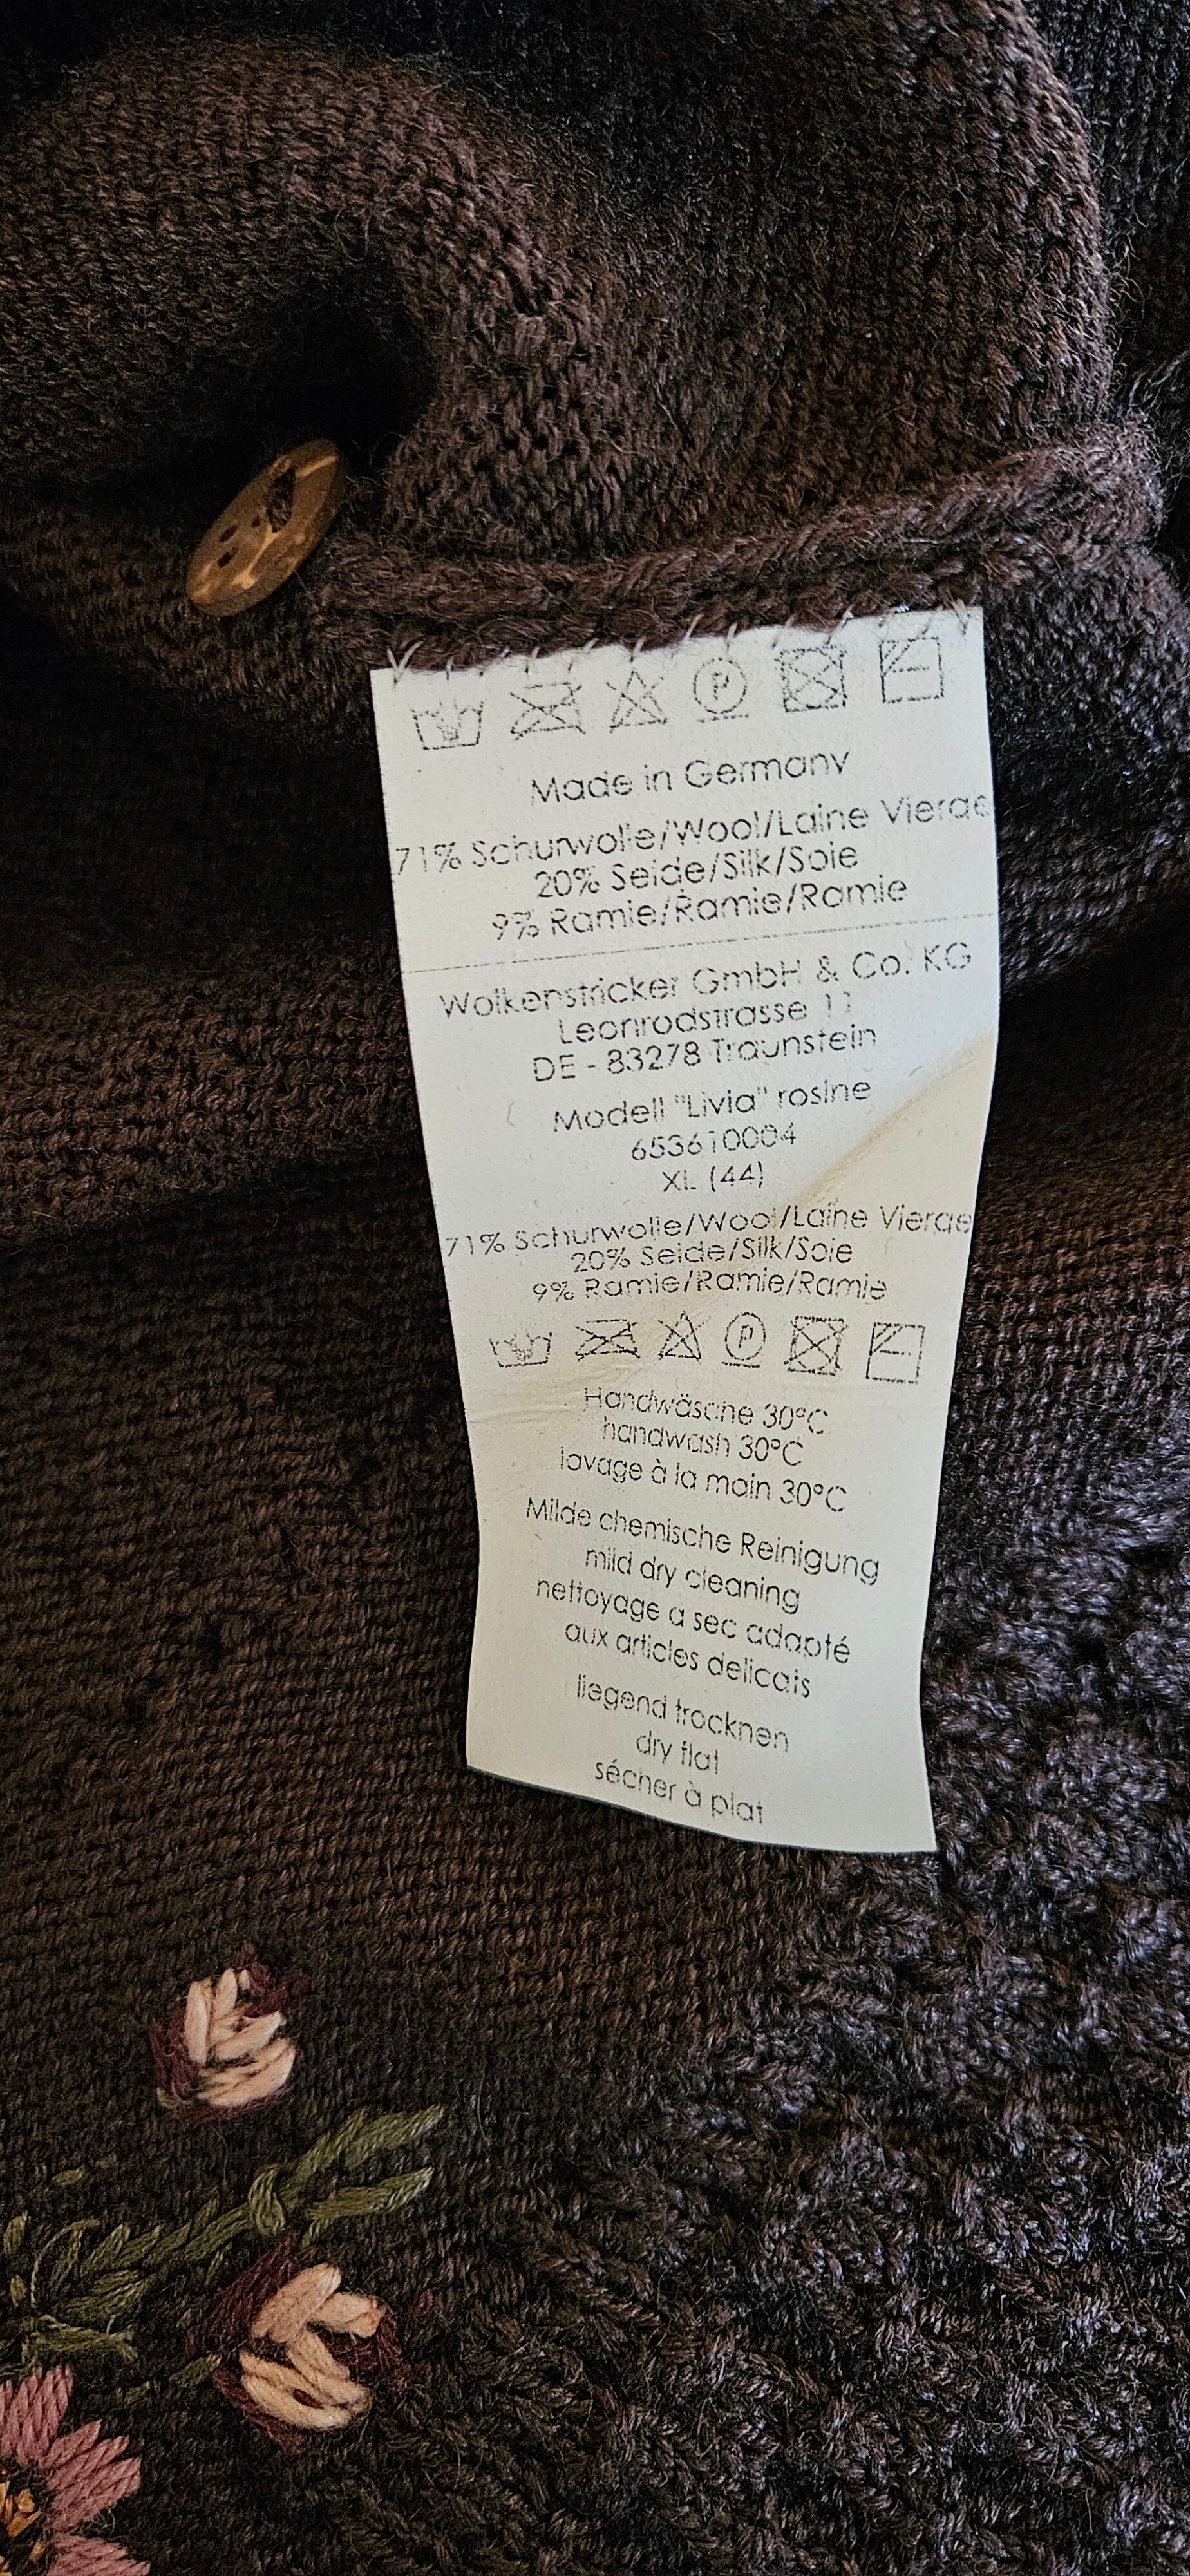 Made in Germany
71% Schurwolle/Wool/Laine Vierge
20% Seide/Silk/Soie
9% Ramie/Ramie/Ramie
Wolkenstricker GmbH & Co. KG
Leonrodstrasse 11
DE - 83278 Traunstein
Modell "Livia" rosine
653610004
XL (44)
71% Schurwolle/Wool/Laine Vierge
20% Seide/Silk/Soie
9% Ramie/Ramie/Ramie
Handwäsche 30°C
handwash 30°C
lavage à la main 30°C
Milde chemische Reinigung
mild dry cleaning
nettoyage a sec adapté
aux articles delicats
liegend trocknen
dry flat
sécher à plat